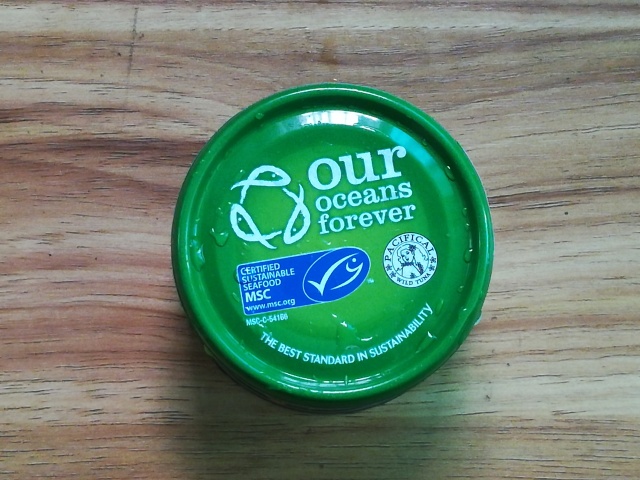 our
oceans
forever
CERTIFIED
SUSTAINABLE
SEAFOOD
MSC
www.msc.org
MSC-C-54166
PACIFICAL
WILD TUNA
THE BEST STANDARD IN SUSTAINABILITY